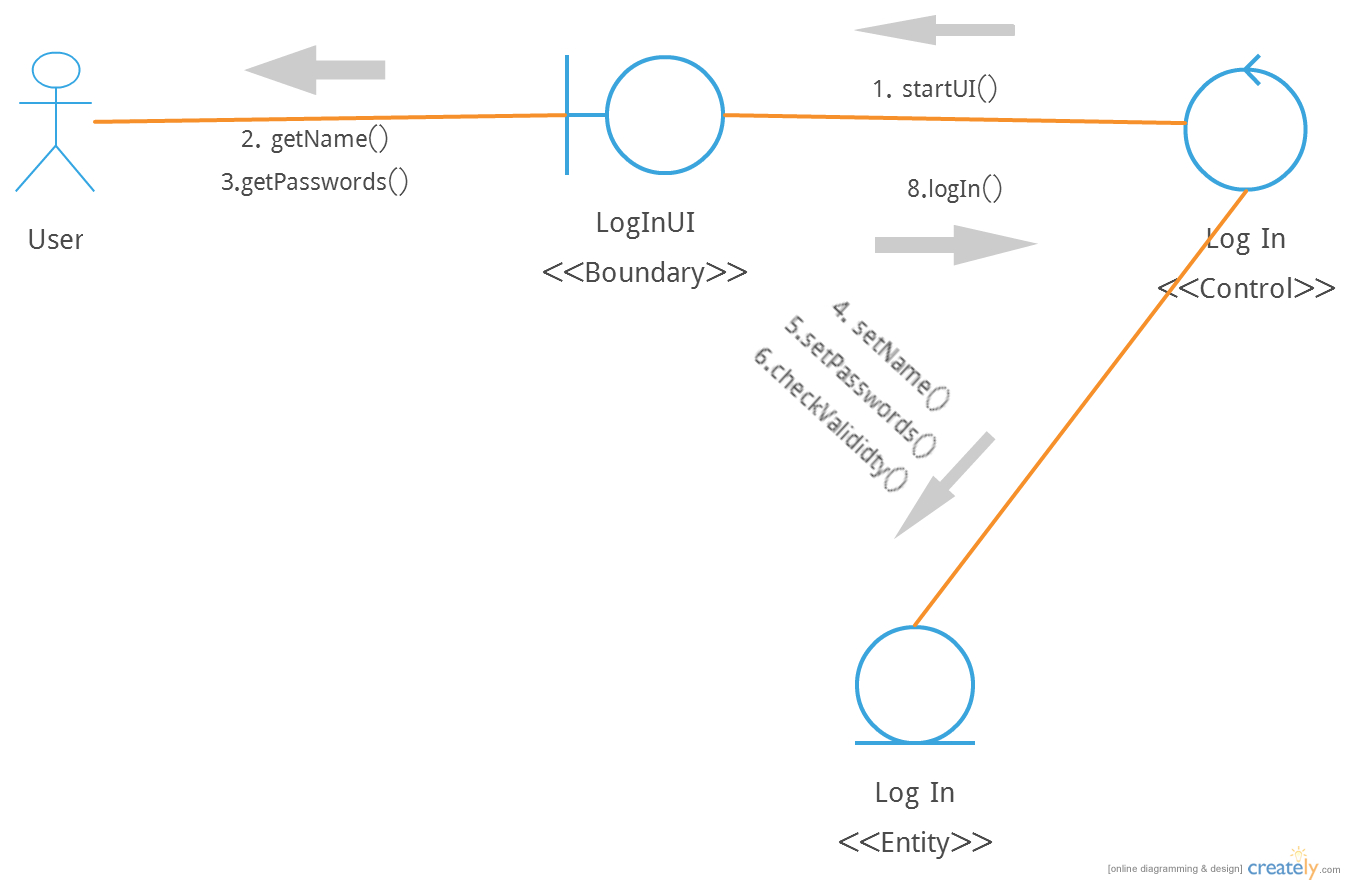 1. startUI()
2. getName()
3.getPasswords()
8.logIn()
User
LogInUI
<<Boundary>>
Log In
<<Control>>
4. setName()
5.setPasswords()
6.checkValididty()
Log In
<<Entity>>
[online diagramming & design] creately.com